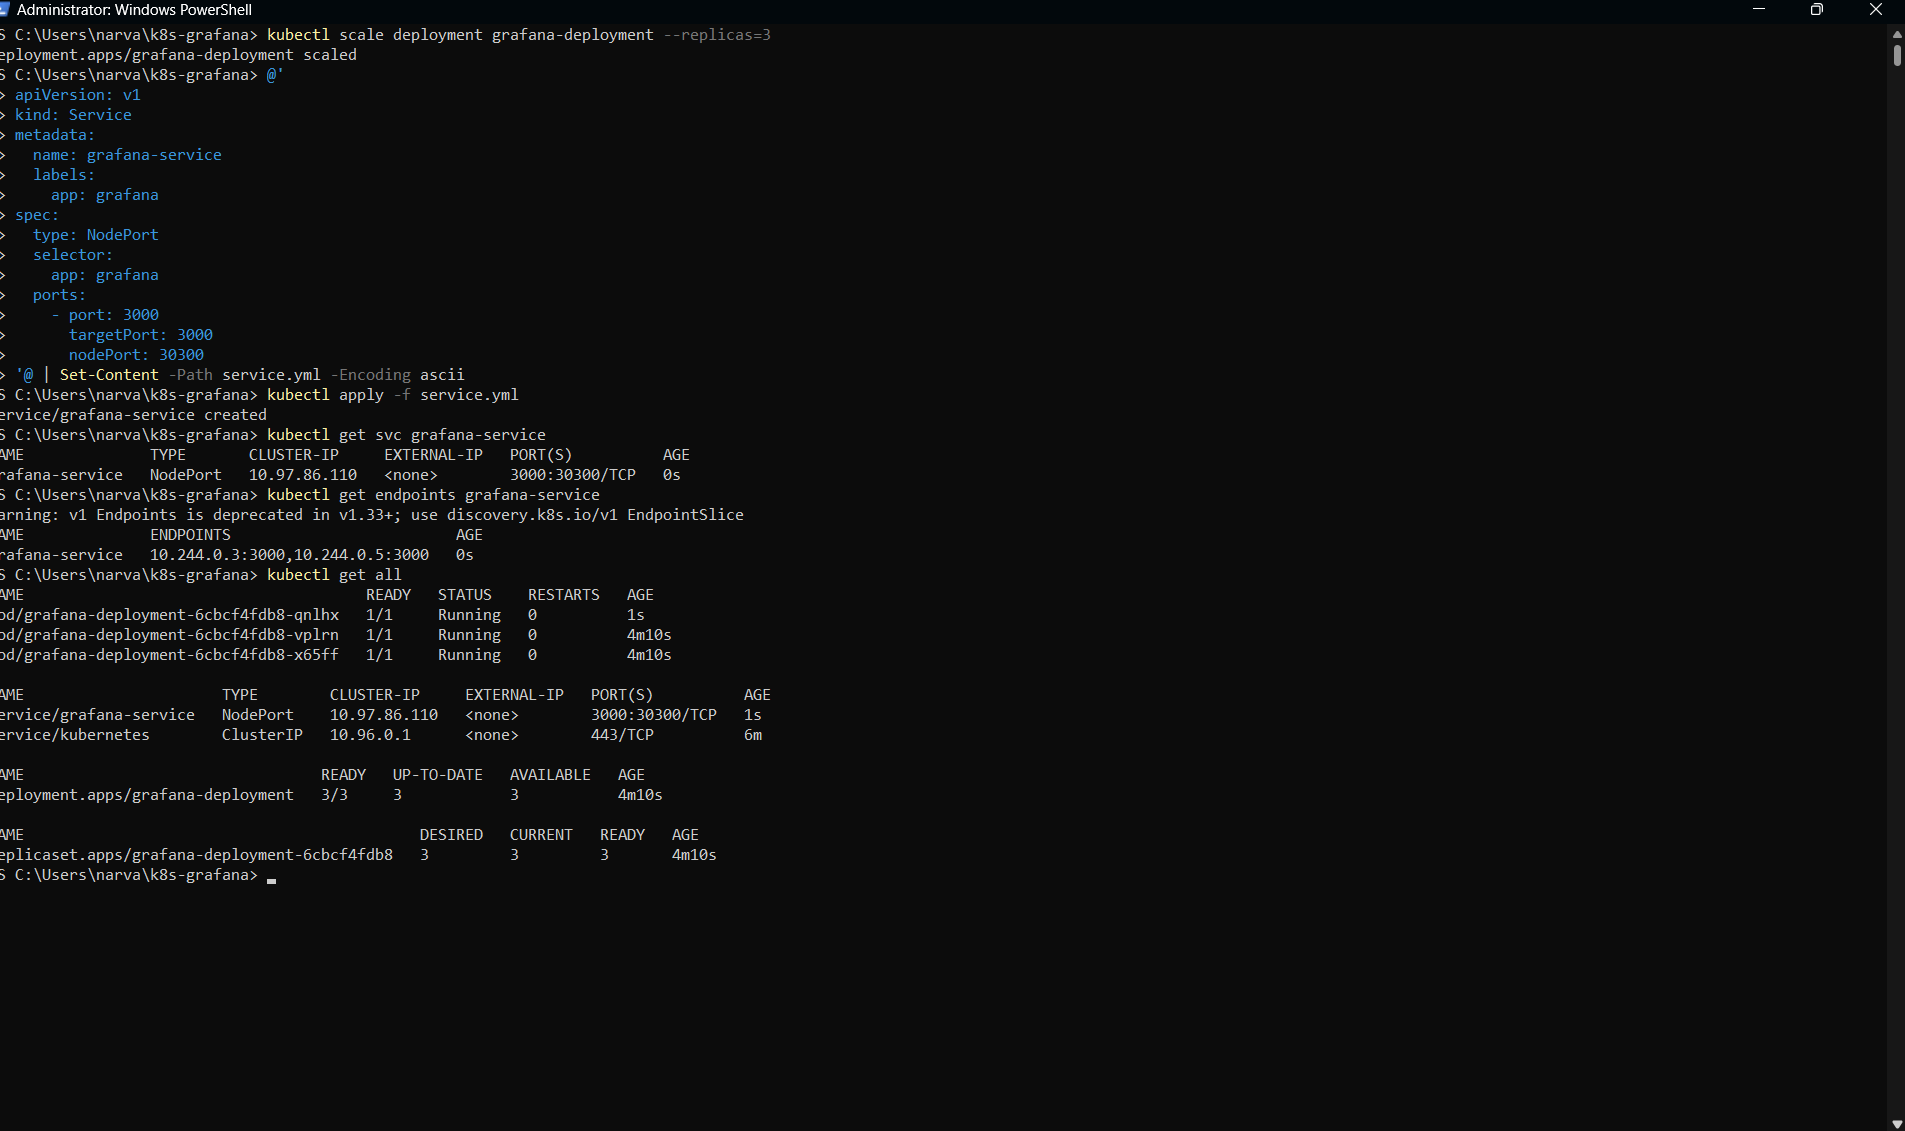 Administrator: Windows PowerShell
S C:\Users\narva\k8s-grafana> kubectl scale deployment grafana-deployment --replicas=3
eployment.apps/grafana-deployment scaled
S C:\Users\narva\k8s-grafana> @'
> apiVersion: v1
> kind: Service
> metadata:
>   name: grafana-service
>   labels:
>     app: grafana
> spec:
>   type: NodePort
>   selector:
>     app: grafana
>   ports:
>     - port: 3000
>       targetPort: 3000
>       nodePort: 30300
> '@ | Set-Content -Path service.yml -Encoding ascii
S C:\Users\narva\k8s-grafana> kubectl apply -f service.yml
ervice/grafana-service created
S C:\Users\narva\k8s-grafana> kubectl get svc grafana-service
AME              TYPE       CLUSTER-IP     EXTERNAL-IP   PORT(S)          AGE
rafana-service   NodePort   10.97.86.110   <none>        3000:30300/TCP   0s
S C:\Users\narva\k8s-grafana> kubectl get endpoints grafana-service
arning: v1 Endpoints is deprecated in v1.33+; use discovery.k8s.io/v1 EndpointSlice
AME              ENDPOINTS                         AGE
rafana-service   10.244.0.3:3000,10.244.0.5:3000   0s
S C:\Users\narva\k8s-grafana> kubectl get all
AME                                      READY   STATUS    RESTARTS   AGE
od/grafana-deployment-6cbcf4fdb8-qnlhx   1/1     Running   0          1s
od/grafana-deployment-6cbcf4fdb8-vplrn   1/1     Running   0          4m10s
od/grafana-deployment-6cbcf4fdb8-x65ff   1/1     Running   0          4m10s
AME                      TYPE        CLUSTER-IP     EXTERNAL-IP   PORT(S)          AGE
ervice/grafana-service   NodePort    10.97.86.110   <none>        3000:30300/TCP   1s
ervice/kubernetes        ClusterIP   10.96.0.1      <none>        443/TCP          6m
AME                                 READY   UP-TO-DATE   AVAILABLE   AGE
eployment.apps/grafana-deployment   3/3     3            3           4m10s
AME                                            DESIRED   CURRENT   READY   AGE
eplicaset.apps/grafana-deployment-6cbcf4fdb8   3         3         3       4m10s
S C:\Users\narva\k8s-grafana>